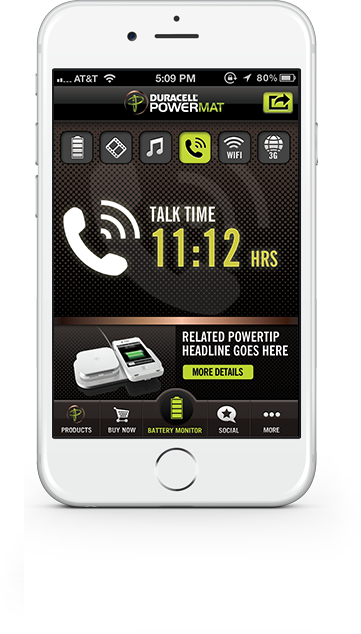 AT&T 5:09 PM 80%
DURACELL
POWERMAT
WIFI 3G
TALK TIME
11:12 HRS
RELATED POWERTIP
HEADLINE GOES HERE
MORE DETAILS
PRODUCTS BUY NOW BATTERY MONITOR SOCIAL MORE